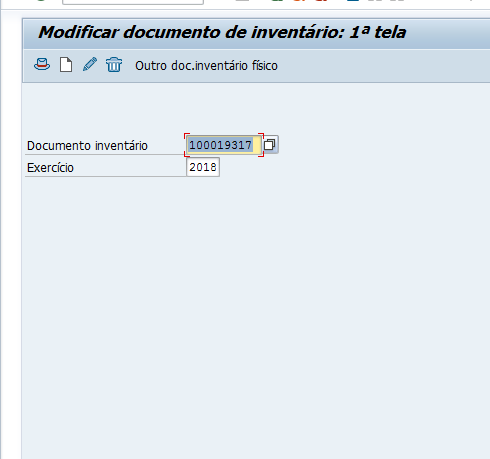 Modificar documento de inventário: 1ª tela
Outro doc.inventário físico
Documento inventário 100019317
Exercício 2018